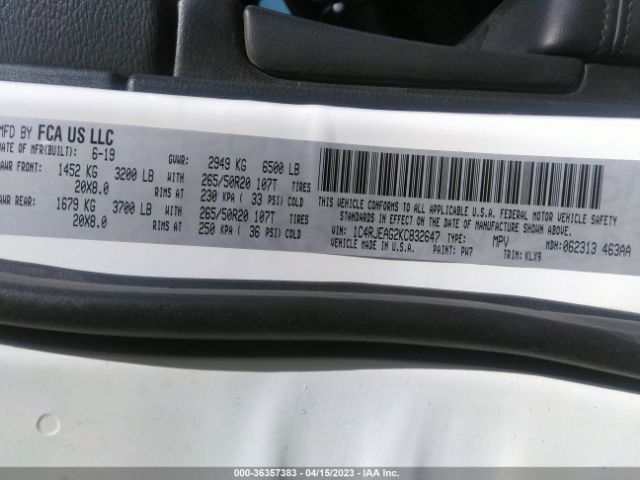 MFD BY FCA US LLC
DATE OF MFR(BUILT): 6-19 GVWR: 2949 KG 6500 LB
GAWR FRONT: 1452 KG 3200 LB WITH 265/50R20 107T TIRES
20X8.0 RIMS AT 230 KPA ( 33 PSI) COLD
GAWR REAR: 1679 KG 3700 LB WITH 265/50R20 107T TIRES
20X8.0 RIMS AT 250 KPA ( 36 PSI) COLD
THIS VEHICLE CONFORMS TO ALL APPLICABLE U.S.A. FEDERAL MOTOR VEHICLE SAFETY
STANDARDS IN EFFECT ON THE DATE OF MANUFACTURE SHOWN ABOVE.
VIN: 1C4RJEAG2KC832647 TYPE: MPV MDH:062313 463AA
VEHICLE MADE IN U.S.A. PAINT: PW7 TRIM: KLX9
000-36357383 - 04/15/2023 - IAA Inc.